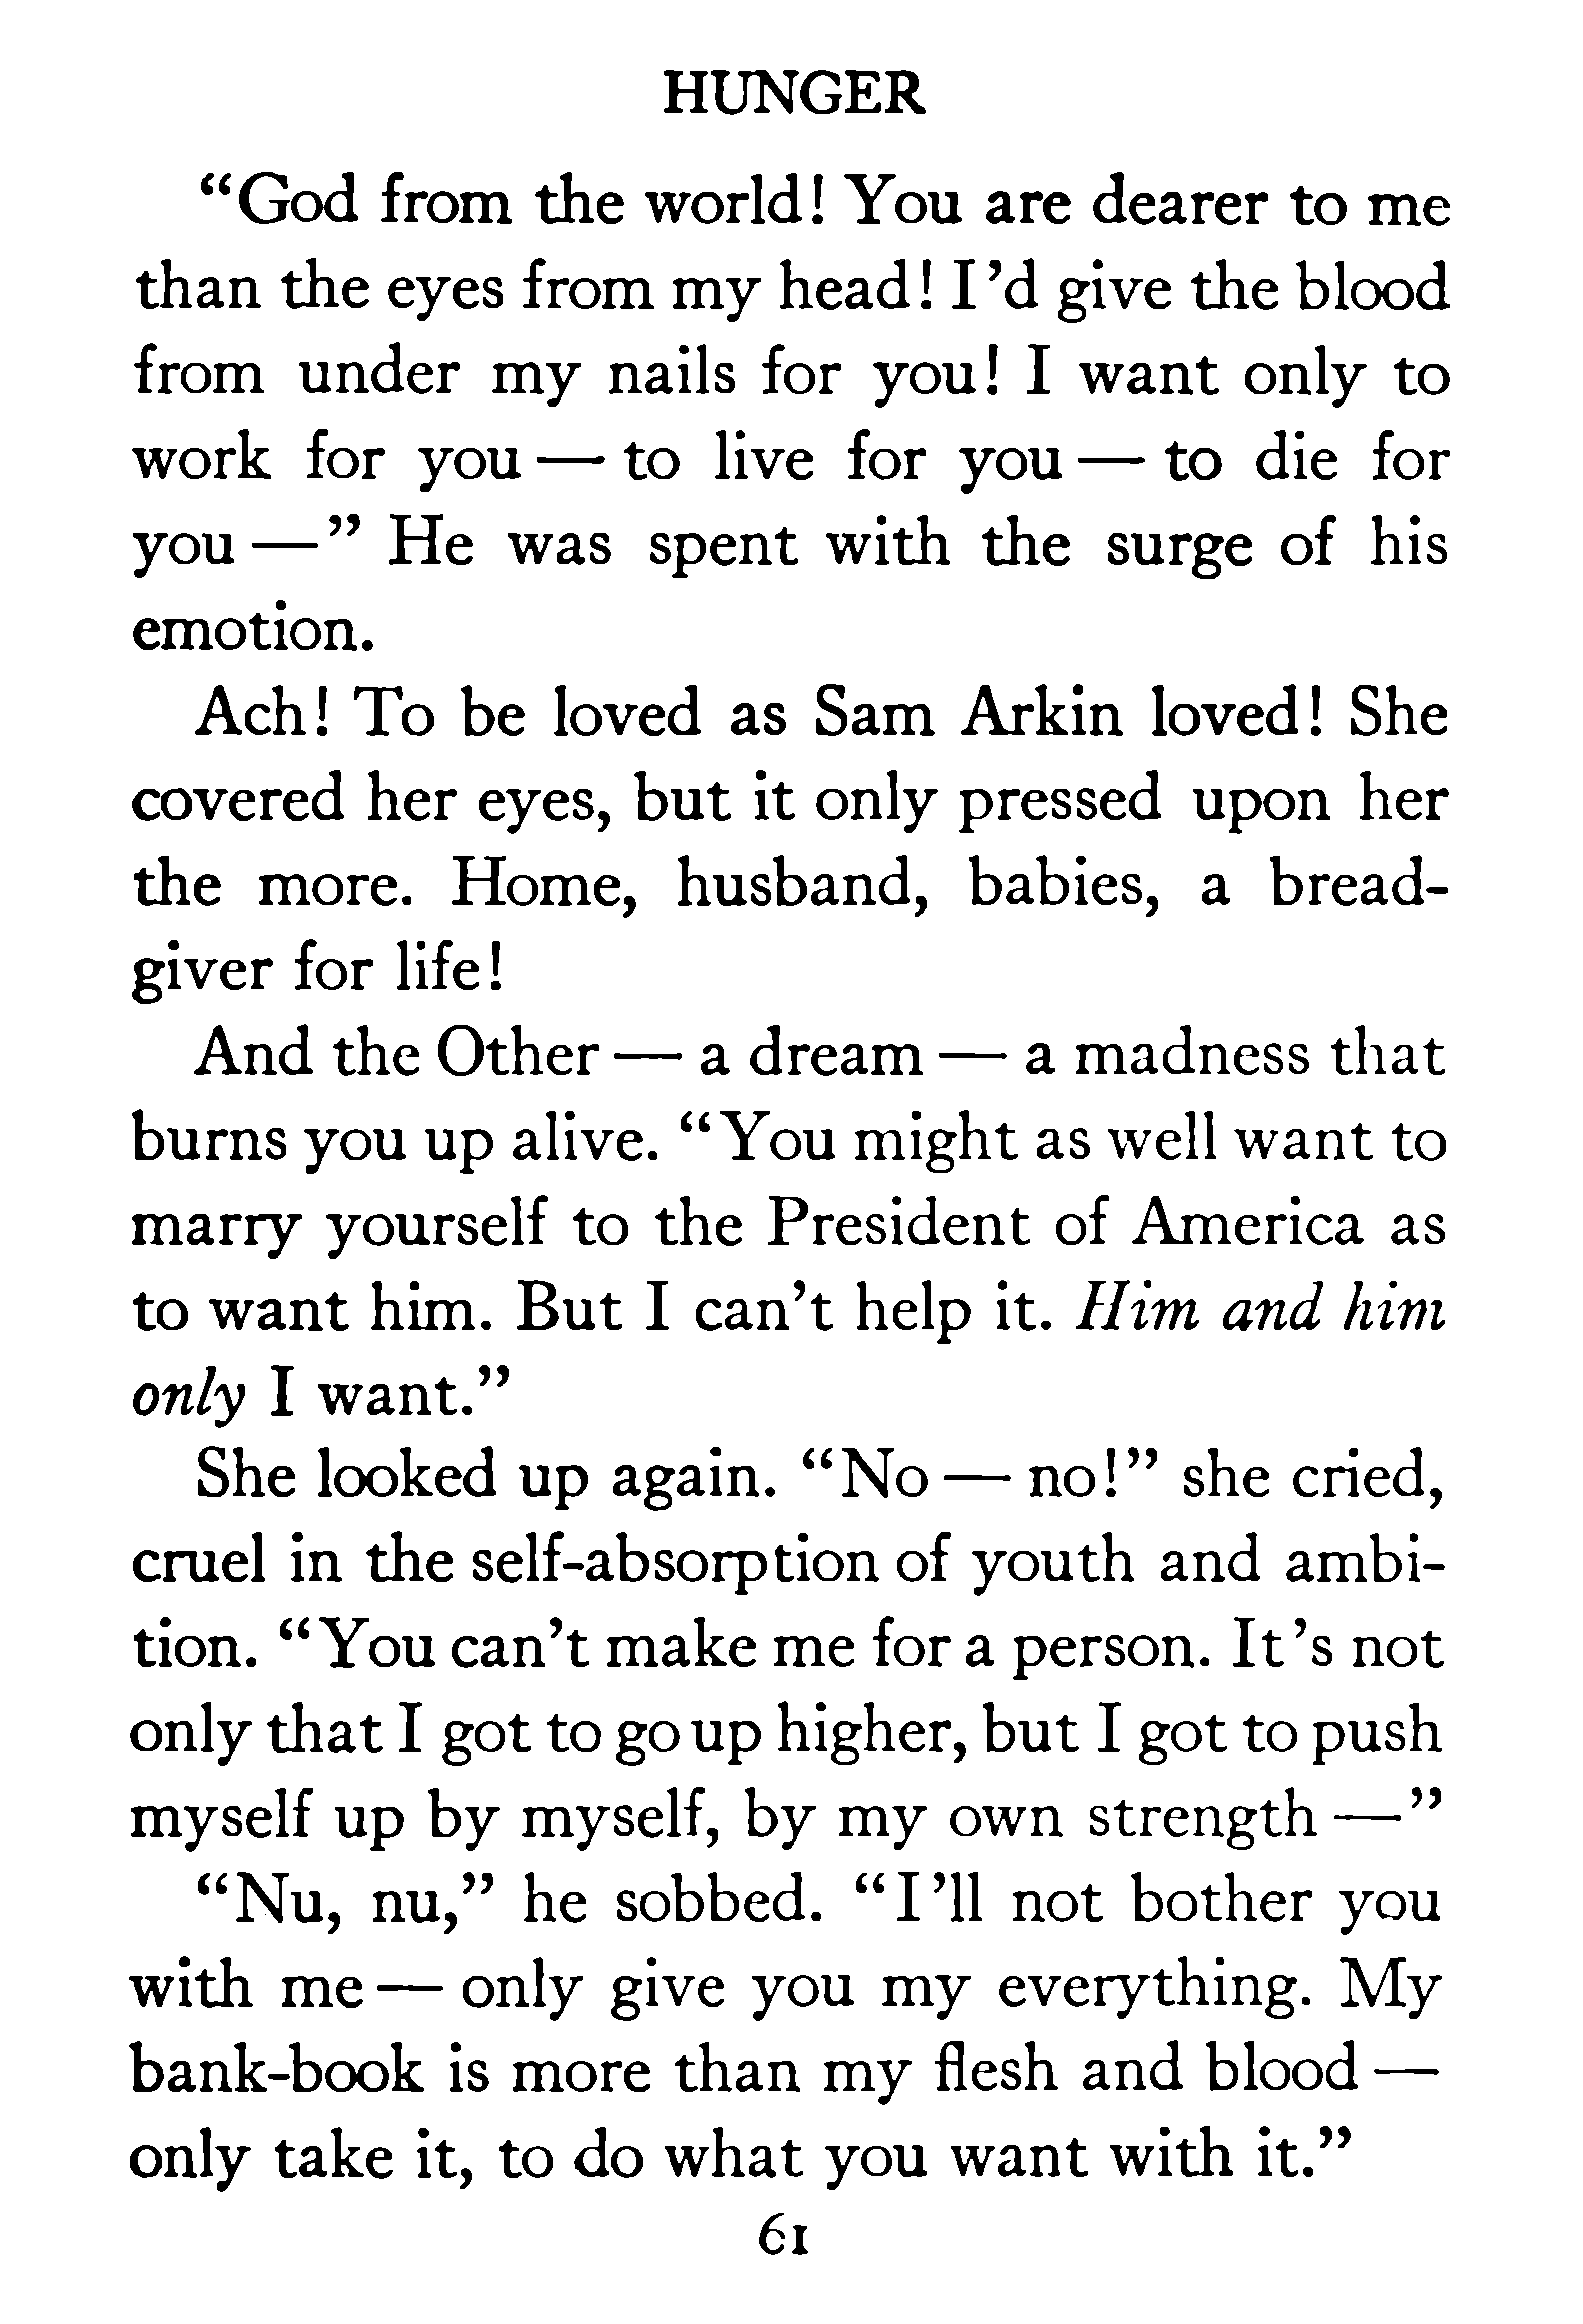 HUNGER
“God from the world! You are dearer to me
than the eyes from my head! I’d give the blood
from under my nails for you! I want only to
work for you — to live for you — to die for
you —” He was spent with the surge of his
emotion.
Ach! To be loved as Sam Arkin loved! She
covered her eyes, but it only pressed upon her
the more. Home, husband, babies, a bread-
giver for life!
And the Other — a dream — a madness that
burns you up alive. “You might as well want to
marry yourself to the President of America as
to want him. But I can’t help it. Him and him
only I want.”
She looked up again. “No — no!” she cried,
cruel in the self-absorption of youth and ambi-
tion. “You can’t make me for a person. It’s not
only that I got to go up higher, but I got to push
myself up by myself, by my own strength —”
“Nu, nu,” he sobbed. “I’ll not bother you
with me — only give you my everything. My
bank-book is more than my flesh and blood —
only take it, to do what you want with it.”
61